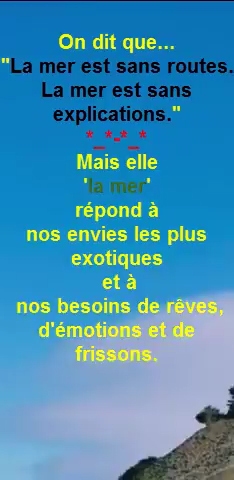 On dit que...
"La mer est sans routes.
La mer est sans
explications."
*_*-*_*
Mais elle
'la mer'
répond à
nos envies les plus
exotiques
et à
nos besoins de rêves,
d'émotions et de
frissons.